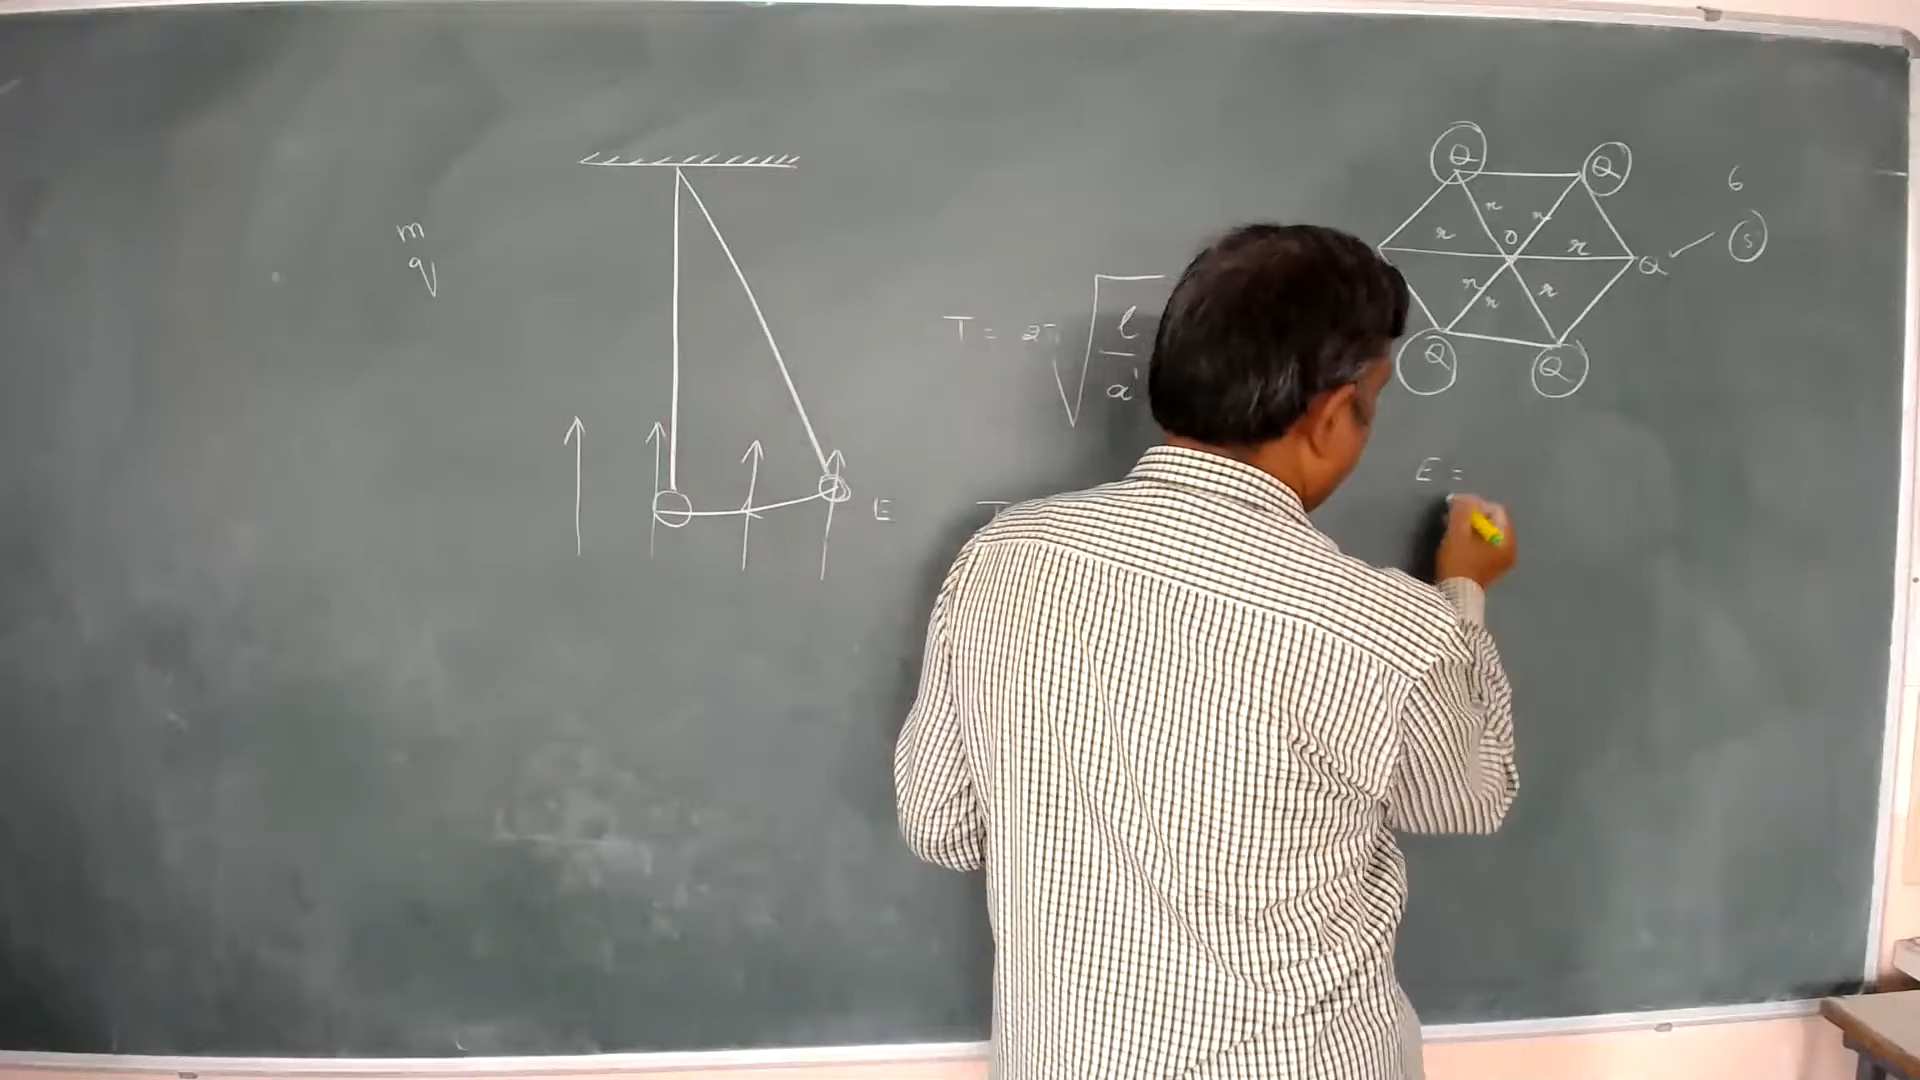 m
q
T = 2π √ l / a'
E
T
Q Q
r r
r O r
r r r
Q
Q Q
6
5
E =